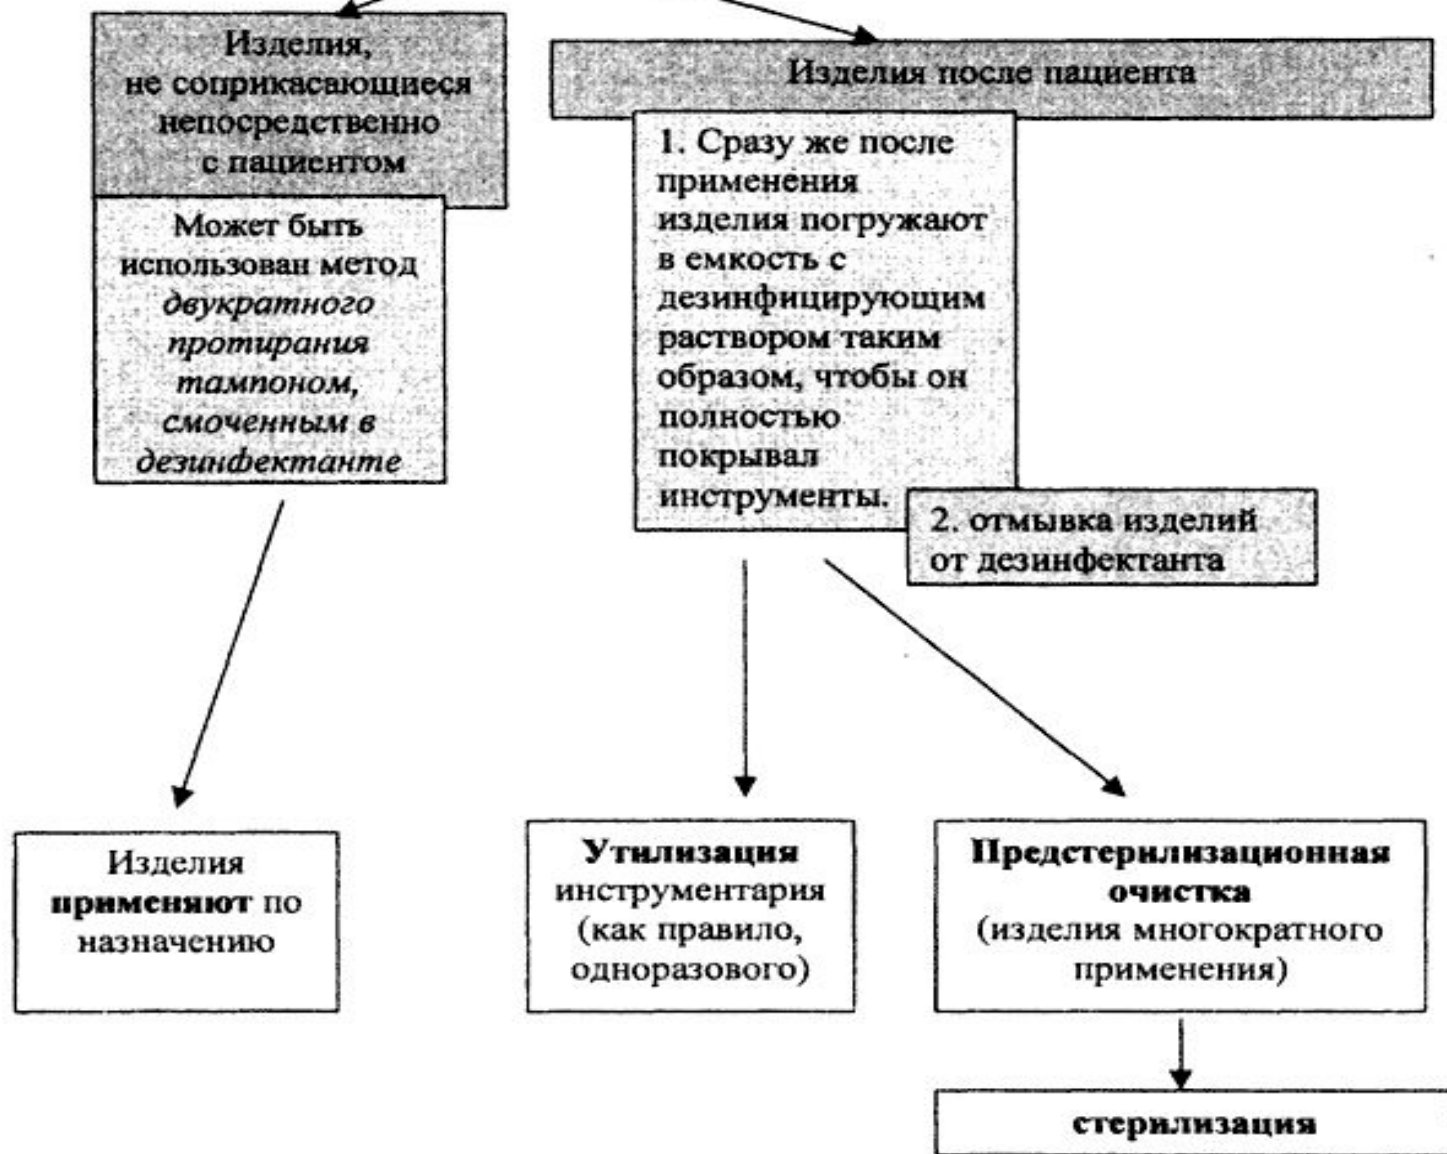 Изделия,
не соприкасающиеся
непосредственно
с пациентом
Может быть
использован метод
двукратного
протирания
тампоном,
смоченным в
дезинфектанте
Изделия после пациента
1. Сразу же после
применения
изделия погружают
в емкость с
дезинфицирующим
раствором таким
образом, чтобы он
полностью
покрывал
инструменты.
2. отмывка изделий
от дезинфектанта
Изделия
применяют по
назначению
Утилизация
инструментария
(как правило,
одноразового)
Предстерилизационная
очистка
(изделия многократного
применения)
стерилизация